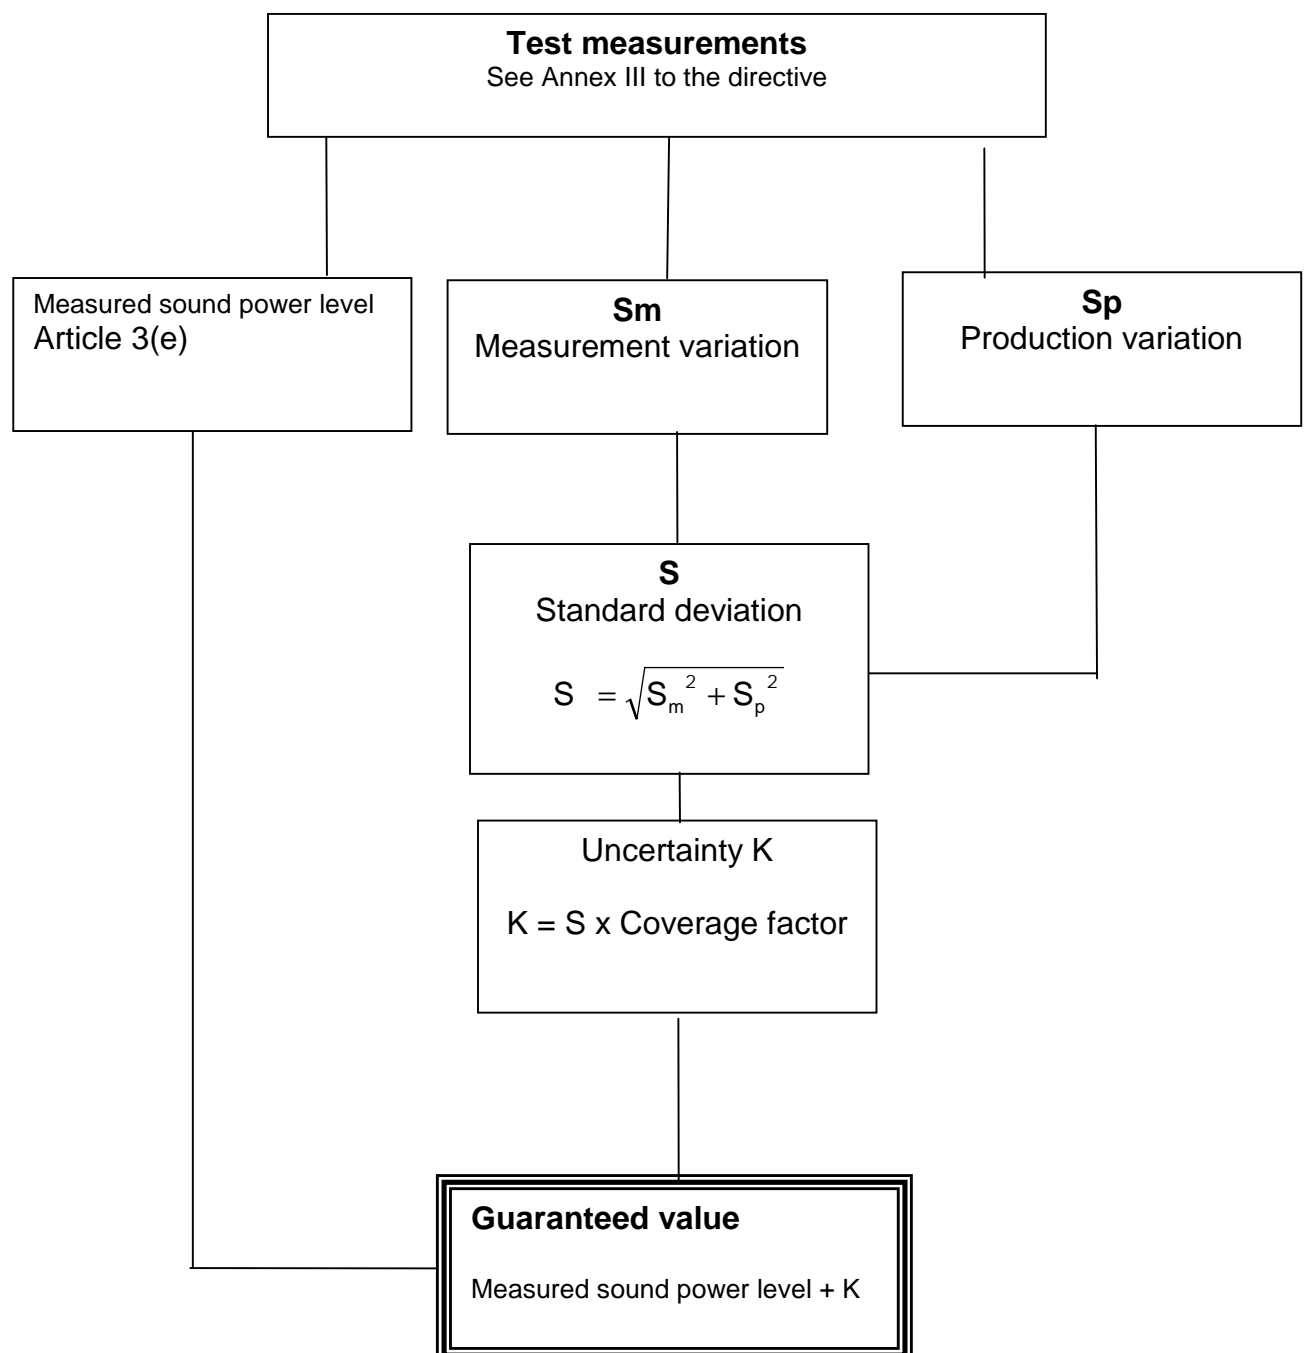 Test measurements
See Annex III to the directive
Measured sound power level
Article 3(e)
Sm
Measurement variation
Sp
Production variation
S
Standard deviation
S = √(Sₘ² + Sₚ²)
Uncertainty K
K = S x Coverage factor
Guaranteed value
Measured sound power level + K